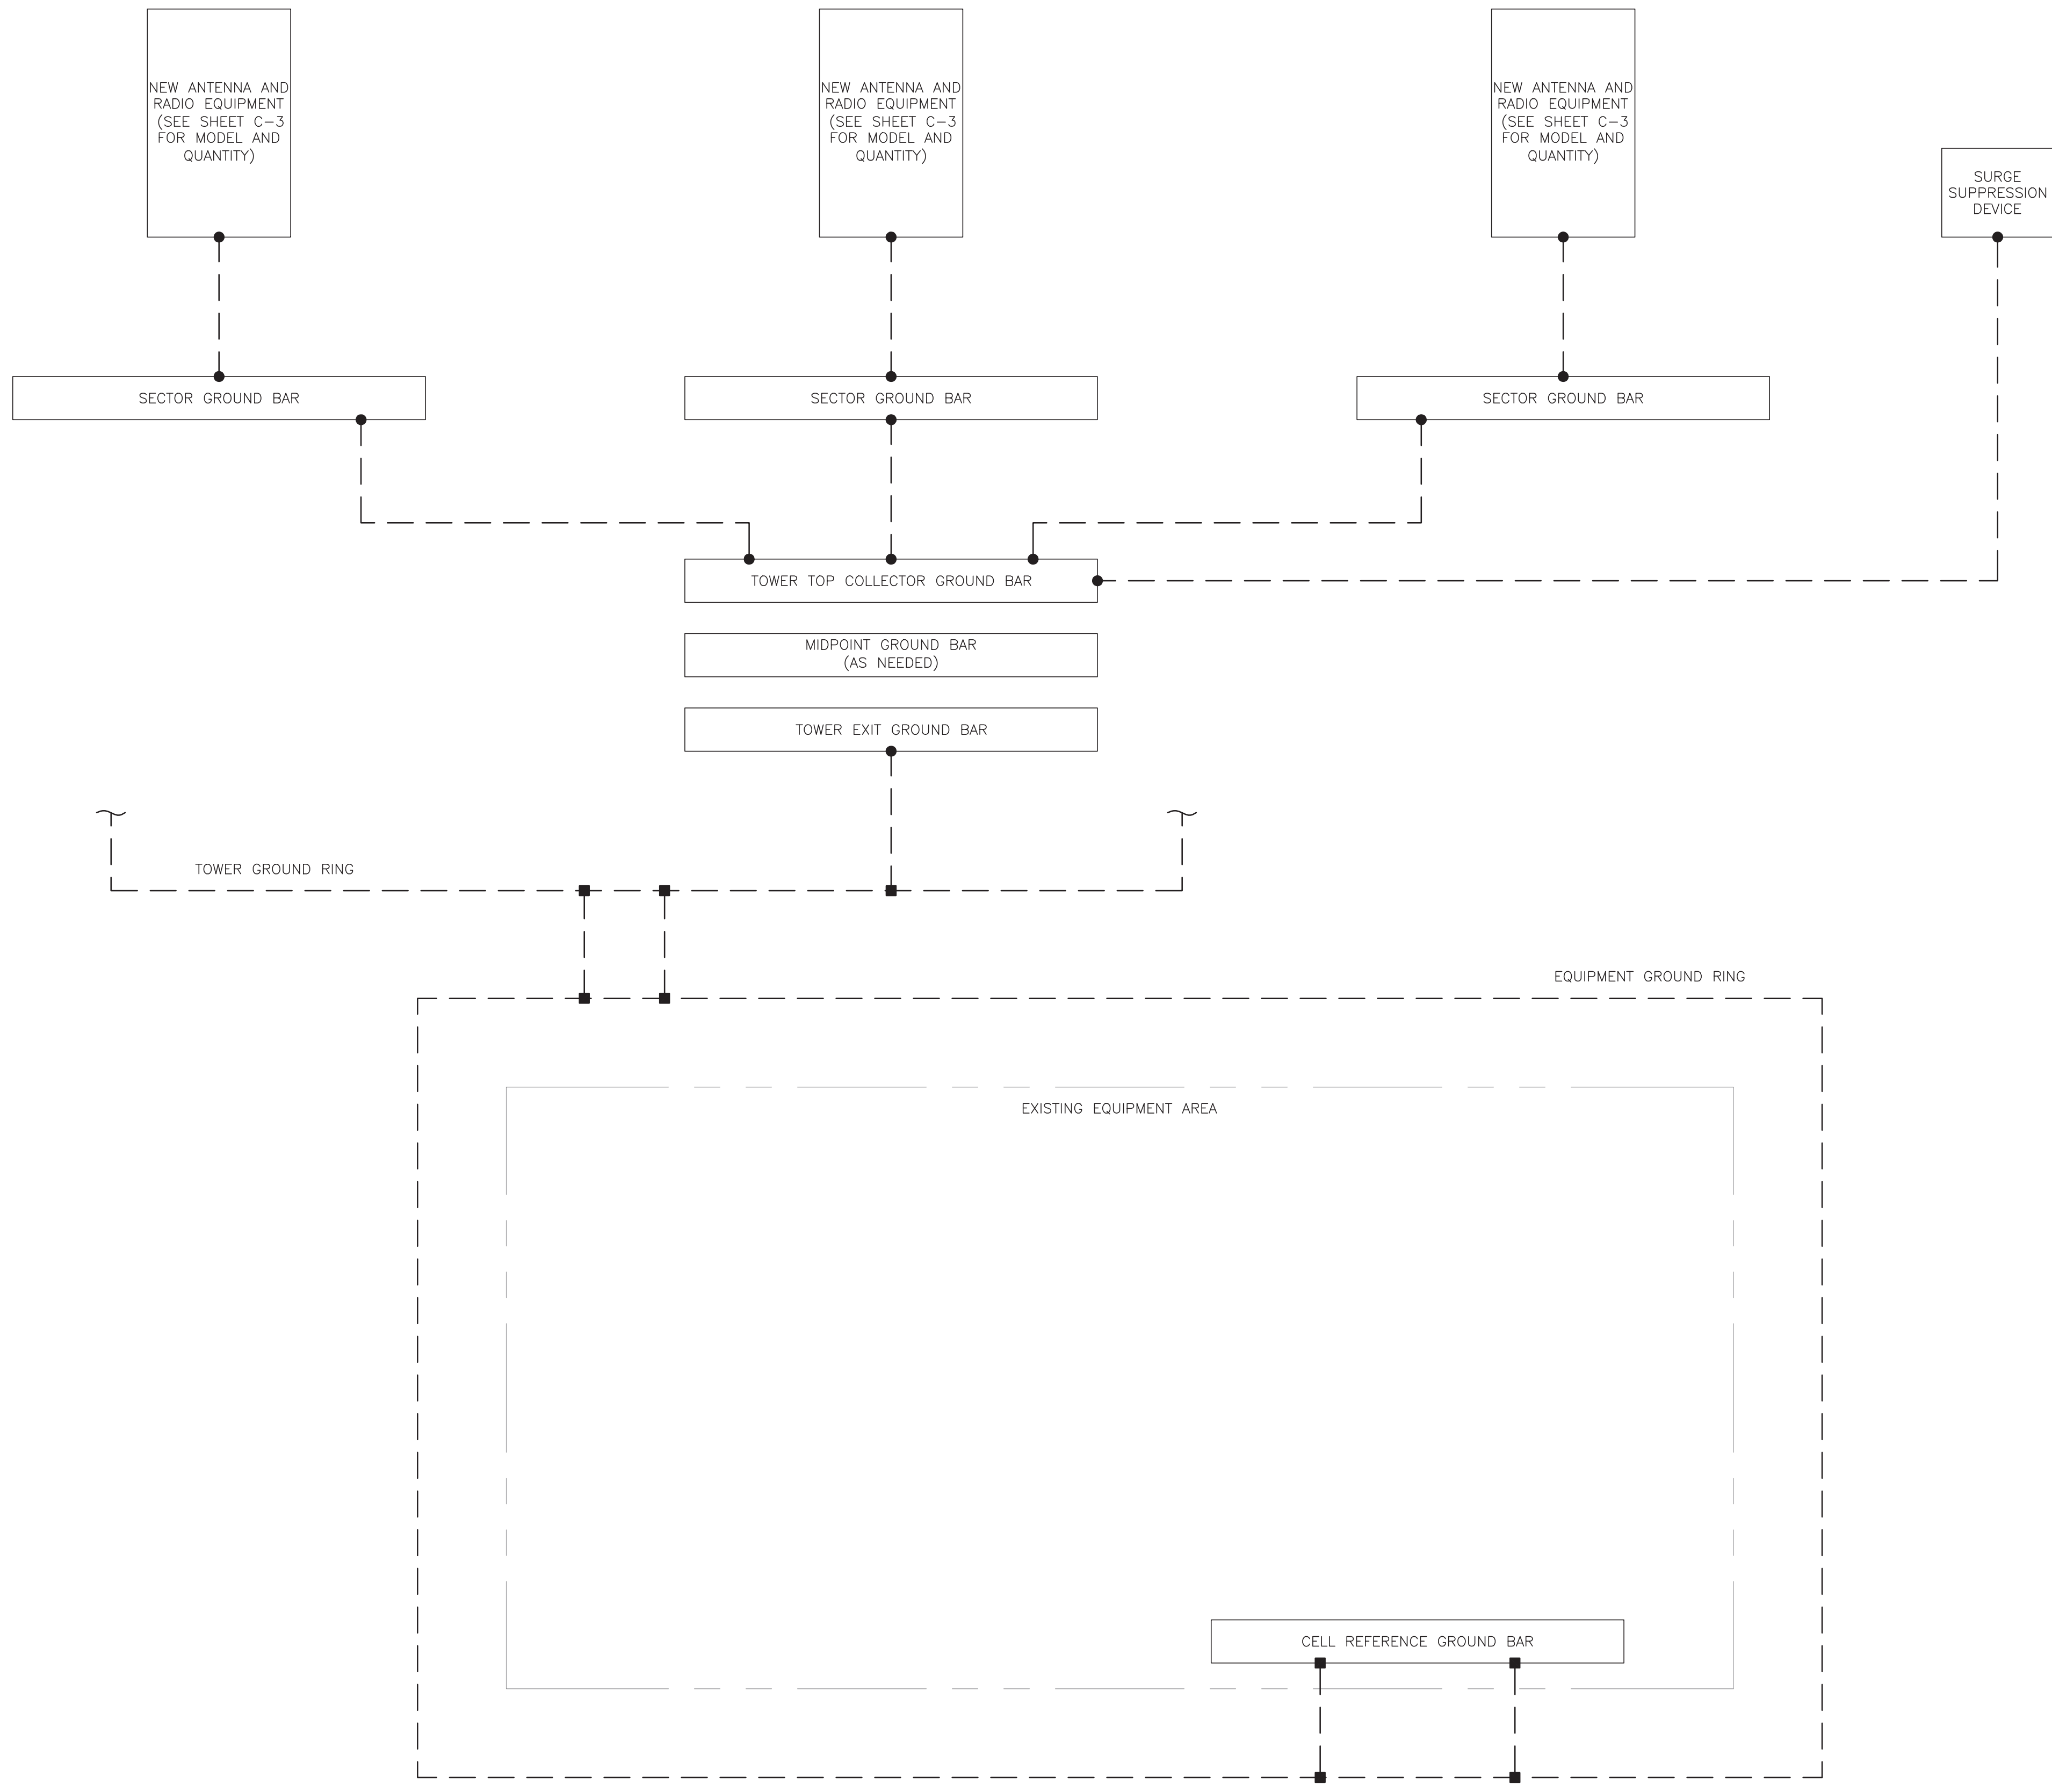 NEW ANTENNA AND
RADIO EQUIPMENT
(SEE SHEET C-3
FOR MODEL AND
QUANTITY)
NEW ANTENNA AND
RADIO EQUIPMENT
(SEE SHEET C-3
FOR MODEL AND
QUANTITY)
NEW ANTENNA AND
RADIO EQUIPMENT
(SEE SHEET C-3
FOR MODEL AND
QUANTITY)
SURGE
SUPPRESSION
DEVICE
SECTOR GROUND BAR
SECTOR GROUND BAR
SECTOR GROUND BAR
TOWER TOP COLLECTOR GROUND BAR
MIDPOINT GROUND BAR
(AS NEEDED)
TOWER EXIT GROUND BAR
TOWER GROUND RING
EQUIPMENT GROUND RING
EXISTING EQUIPMENT AREA
CELL REFERENCE GROUND BAR